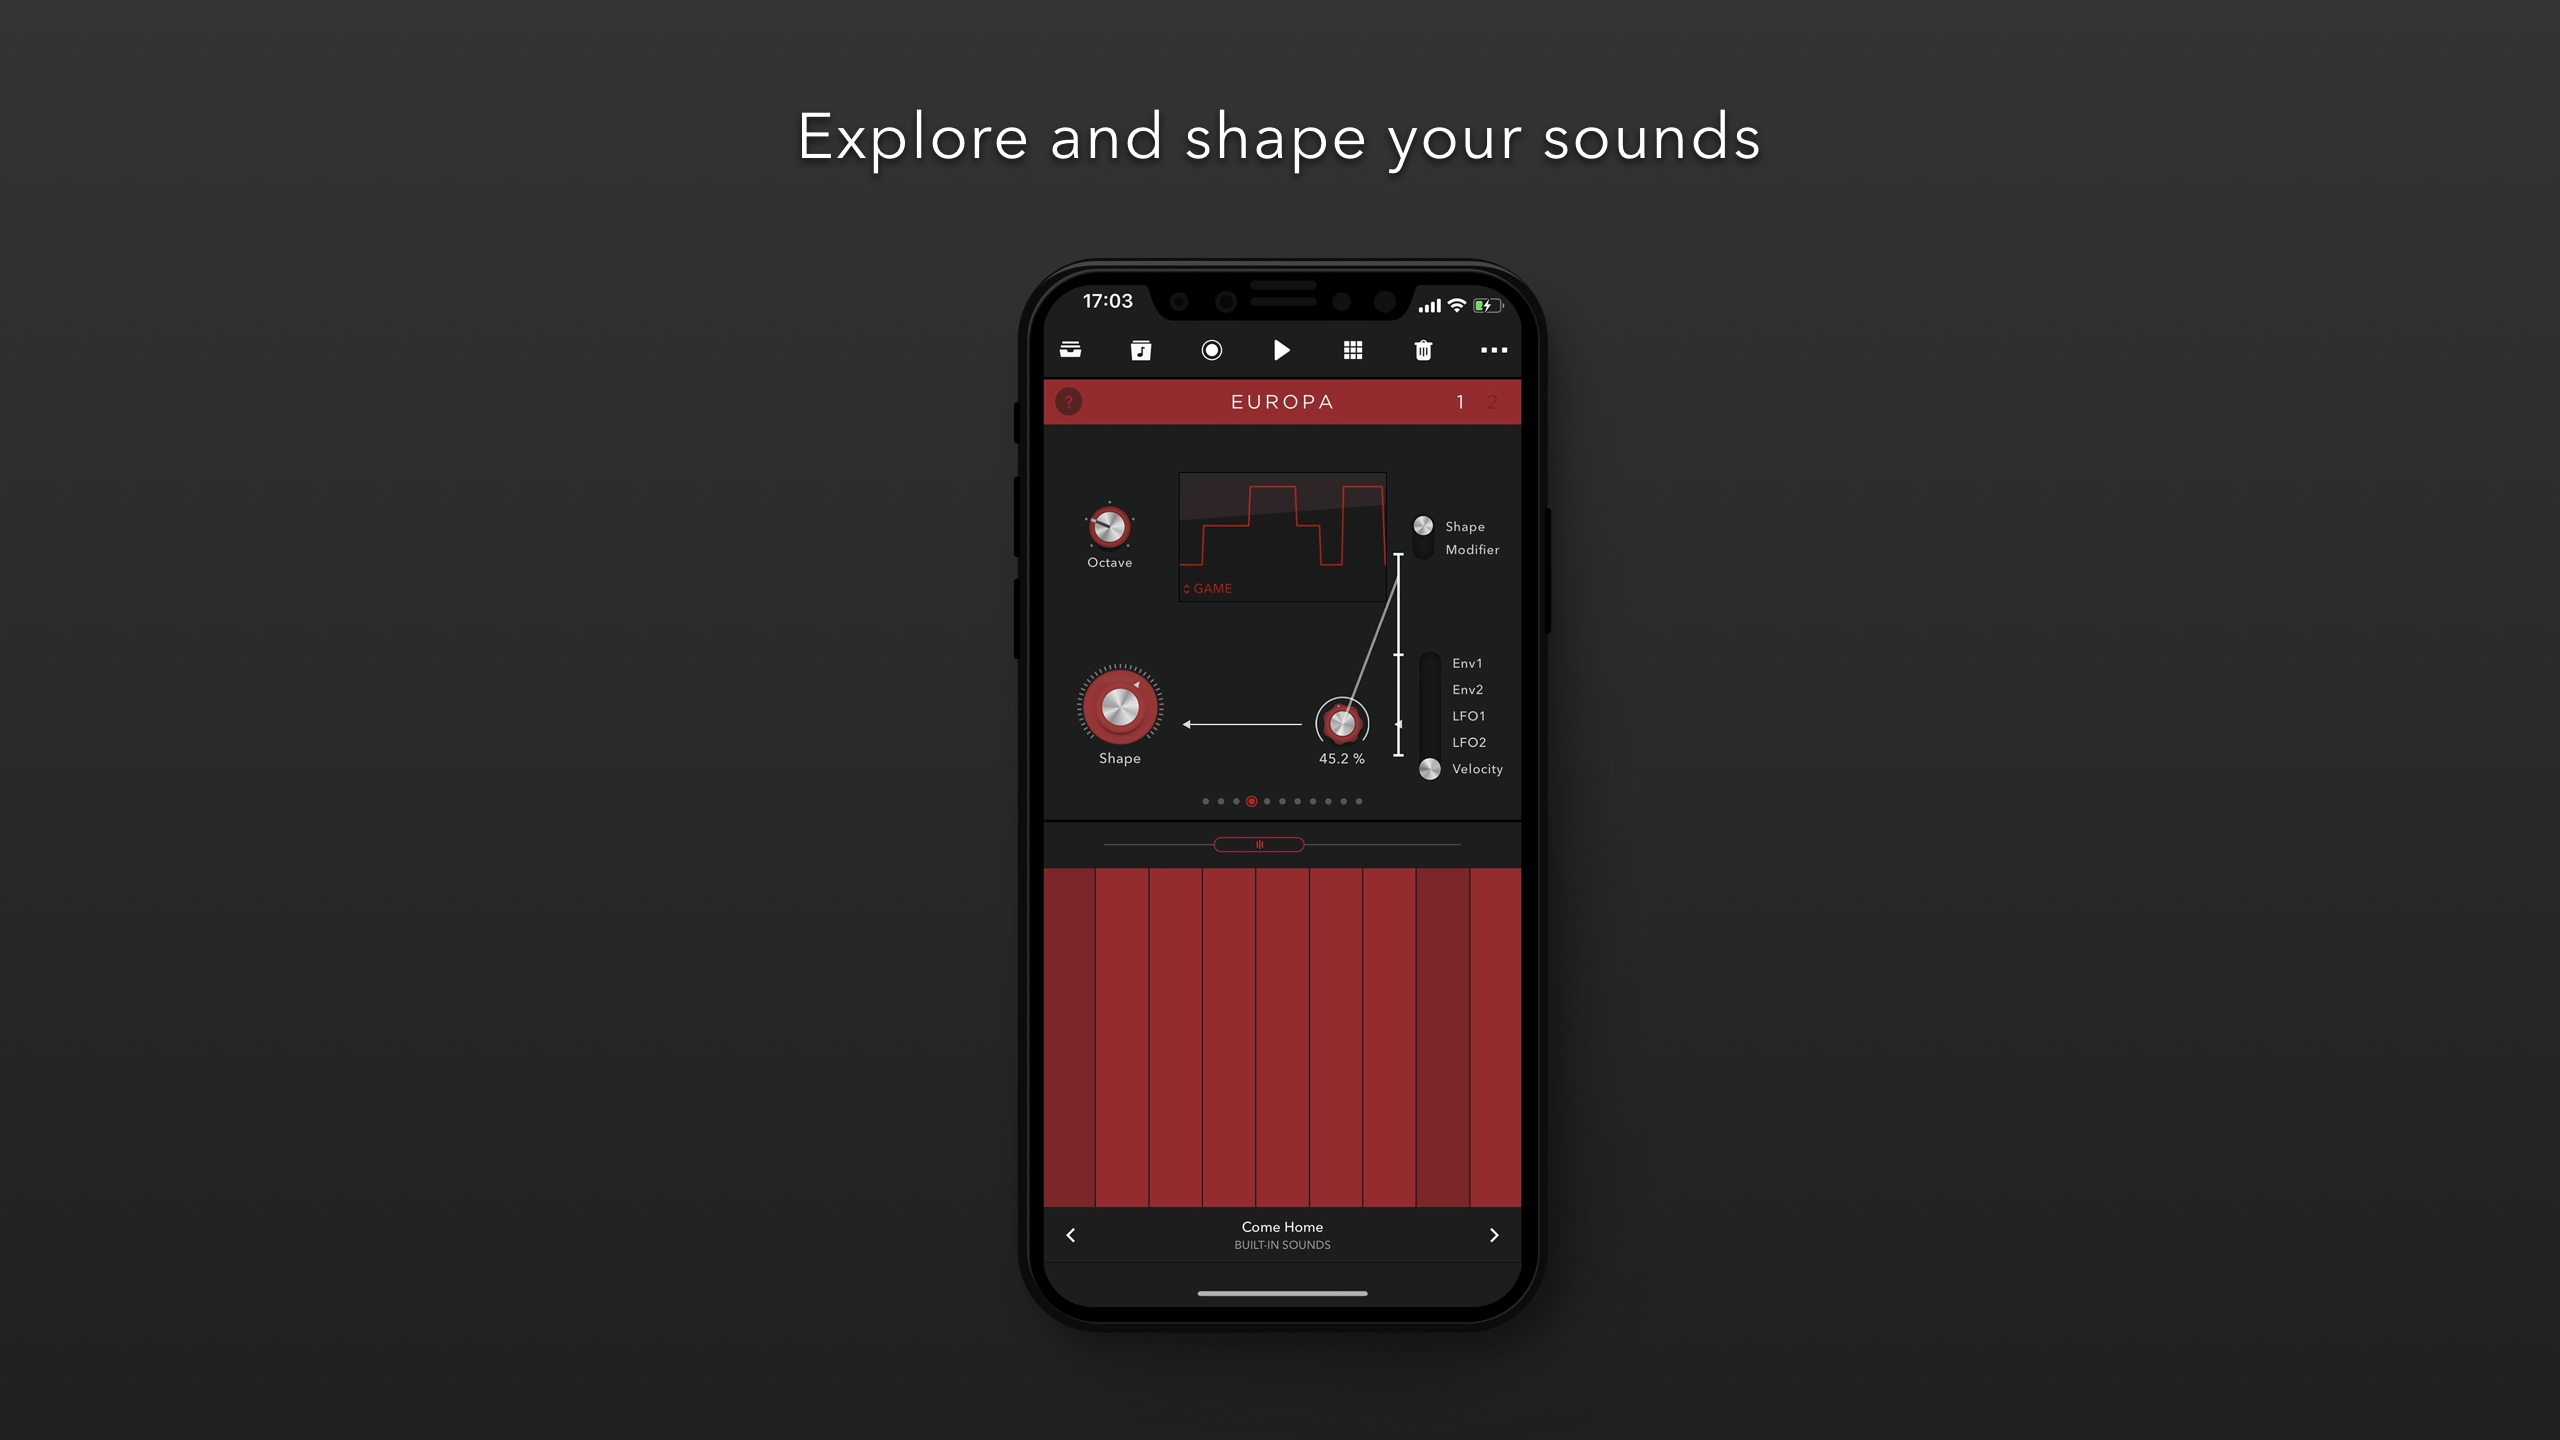 Explore and shape your sounds
17:03
?
EUROPA
1 2
Shape
Modifier
Octave
GAME
Env1
Env2
LFO1
LFO2
Velocity
Shape
45.2 %
Come Home
BUILT-IN SOUNDS